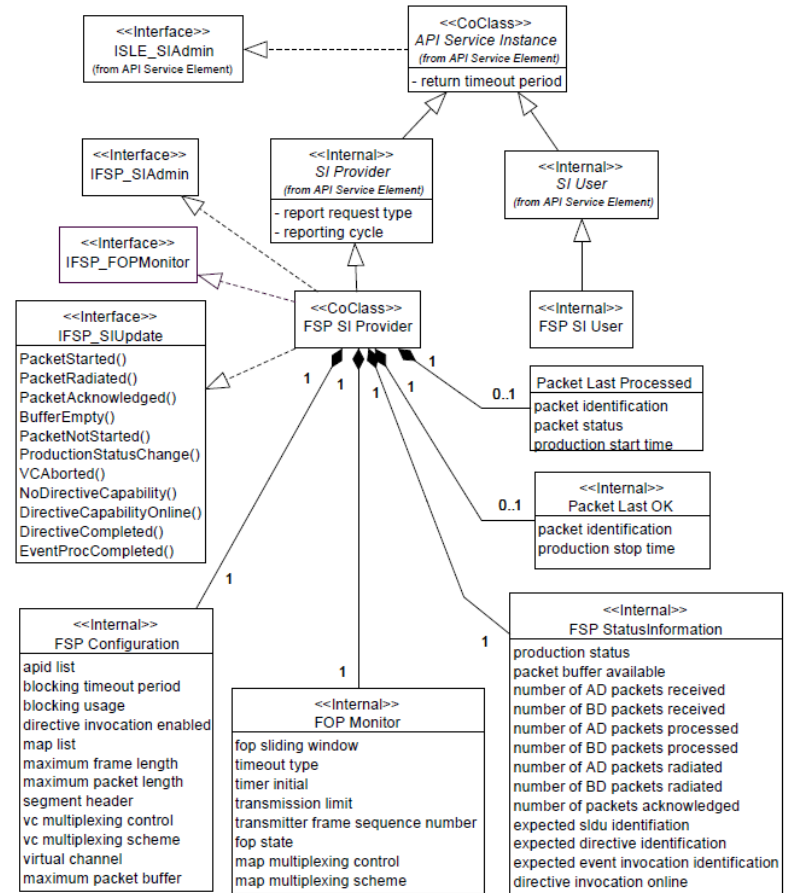 <<Interface>>
ISLE_SIAdmin
(from API Service Element)
<<CoClass>>
API Service Instance
(from API Service Element)
- return timeout period
<<Interface>>
IFSP_SIAdmin
<<Internal>>
SI Provider
(from API Service Element)
- report request type
- reporting cycle
<<Internal>>
SI User
(from API Service Element)
<<Interface>>
IFSP_FOPMonitor
<<CoClass>>
FSP SI Provider
<<Internal>>
FSP SI User
<<Interface>>
IFSP_SIUpdate
PacketStarted()
PacketRadiated()
PacketAcknowledged()
BufferEmpty()
PacketNotStarted()
ProductionStatusChange()
VCAborted()
NoDirectiveCapability()
DirectiveCapabilityOnline()
DirectiveCompleted()
EventProcCompleted()
1
1
1
1
1
0..1
Packet Last Processed
packet identification
packet status
production start time
0..1
<<Internal>>
Packet Last OK
packet identification
production stop time
1
1
1
<<Internal>>
FSP Configuration
apid list
blocking timeout period
blocking usage
directive invocation enabled
map list
maximum frame length
maximum packet length
segment header
vc multiplexing control
vc multiplexing scheme
virtual channel
maximum packet buffer
<<Internal>>
FOP Monitor
fop sliding window
timeout type
timer initial
transmission limit
transmitter frame sequence number
fop state
map multiplexing control
map multiplexing scheme
<<Internal>>
FSP StatusInformation
production status
packet buffer available
number of AD packets received
number of BD packets received
number of AD packets processed
number of BD packets processed
number of AD packets radiated
number of BD packets radiated
number of packets acknowledged
expected sldu identifiation
expected directive identification
expected event invocation identification
directive invocation online